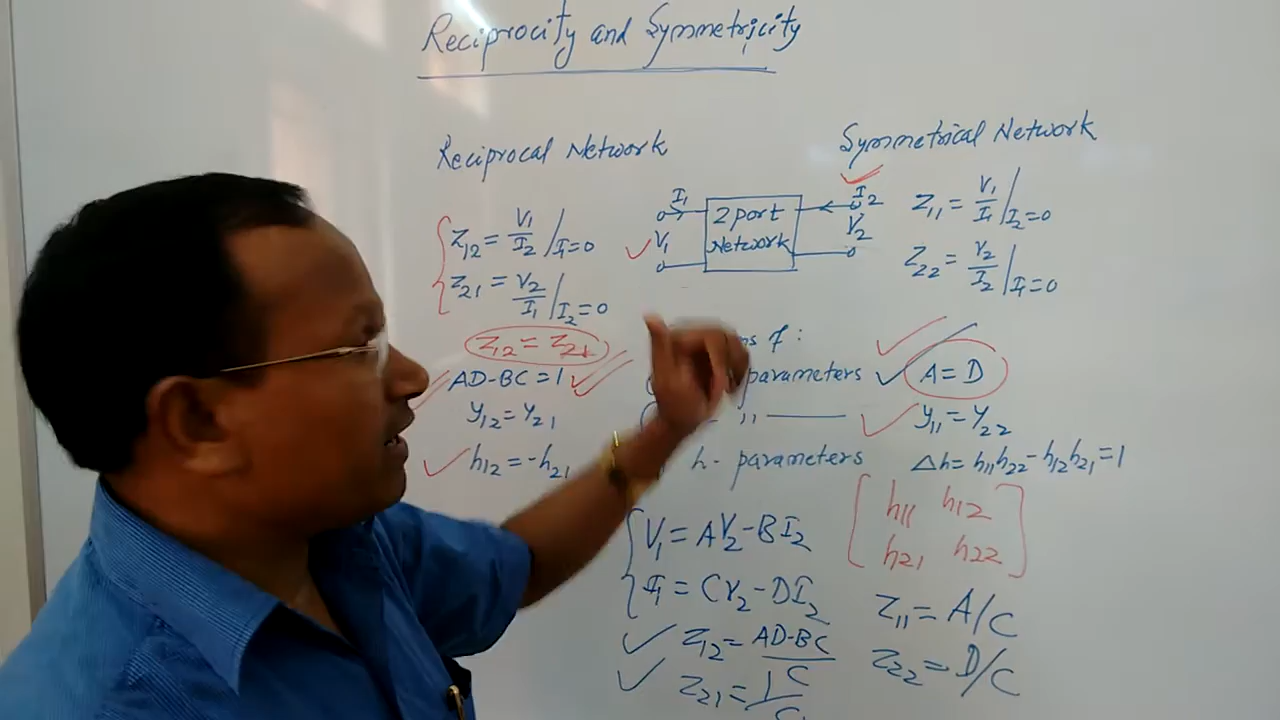 Reciprocity and Symmetricity
Reciprocal Network
Z12 = V1/I2 | I1=0
Z21 = V2/I1 | I2=0
Z12 = Z21
AD-BC=1
Y12=Y21
h12=-h21
I1
V1
2 port
Network
I2
V2
Symmetrical Network
Z11 = V1/I1 | I2=0
Z22 = V2/I2 | I1=0
of :
parameters
A=D
"
Y11=Y22
h- parameters
Δh= h11h22-h12h21=1
h11 h12
h21 h22
V1 = AV2-BI2
I1 = CV2-DI2
Z12= AD-BC/C
Z21= 1/C
Z11= A/C
Z22= D/C